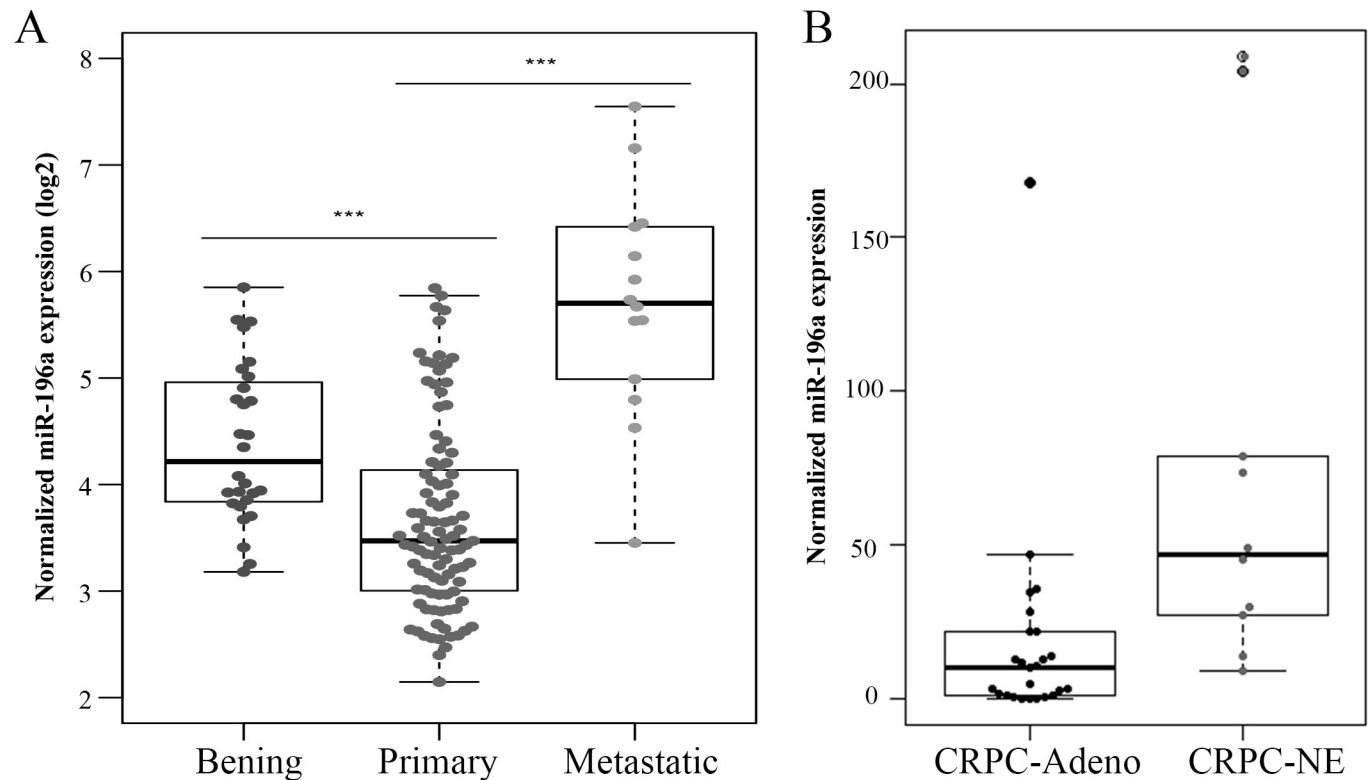 A
Normalized miR-196a expression (log2)
8
7
6
5
4
3
2
***
***
Bening
Primary
Metastatic
B
Normalized miR-196a expression
200
150
100
50
0
CRPC-Adeno
CRPC-NE